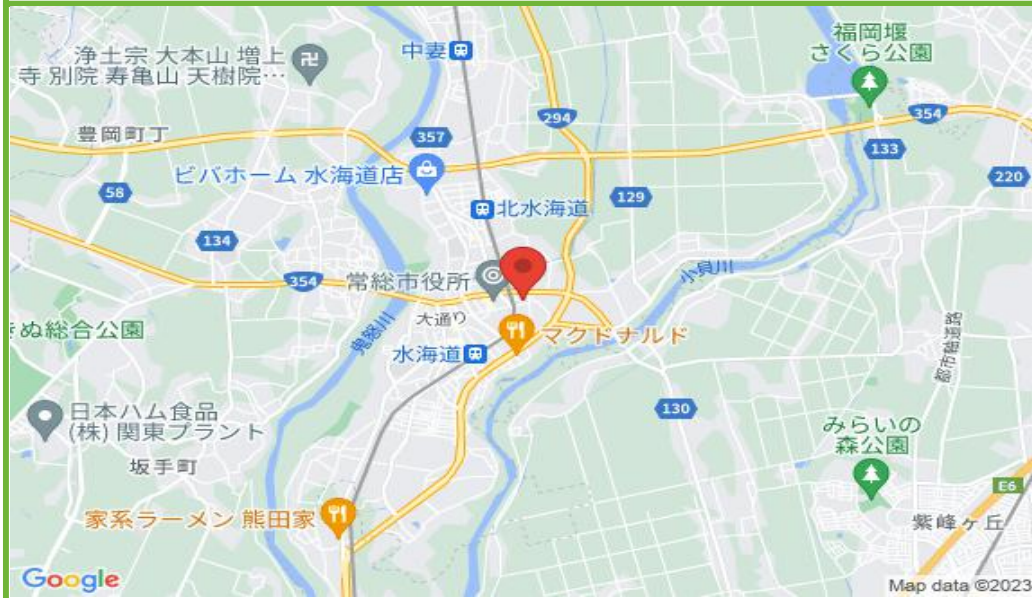 浄土宗 大本山 増上
寺 別院 寿亀山 天樹院…
中妻
福岡堰
さくら公園
豊岡町丁
357
294
354
133
ビバホーム 水海道店
58
129
220
北水海道
134
354
常総市役所
小貝川
大通り
きぬ総合公園
鬼怒川
マクドナルド
水海道
都市軸道路
日本ハム食品
(株) 関東プラント
130
みらいの
森公園
坂手町
E6
家系ラーメン 熊田家
紫峰ヶ丘
Google
Map data ©2023